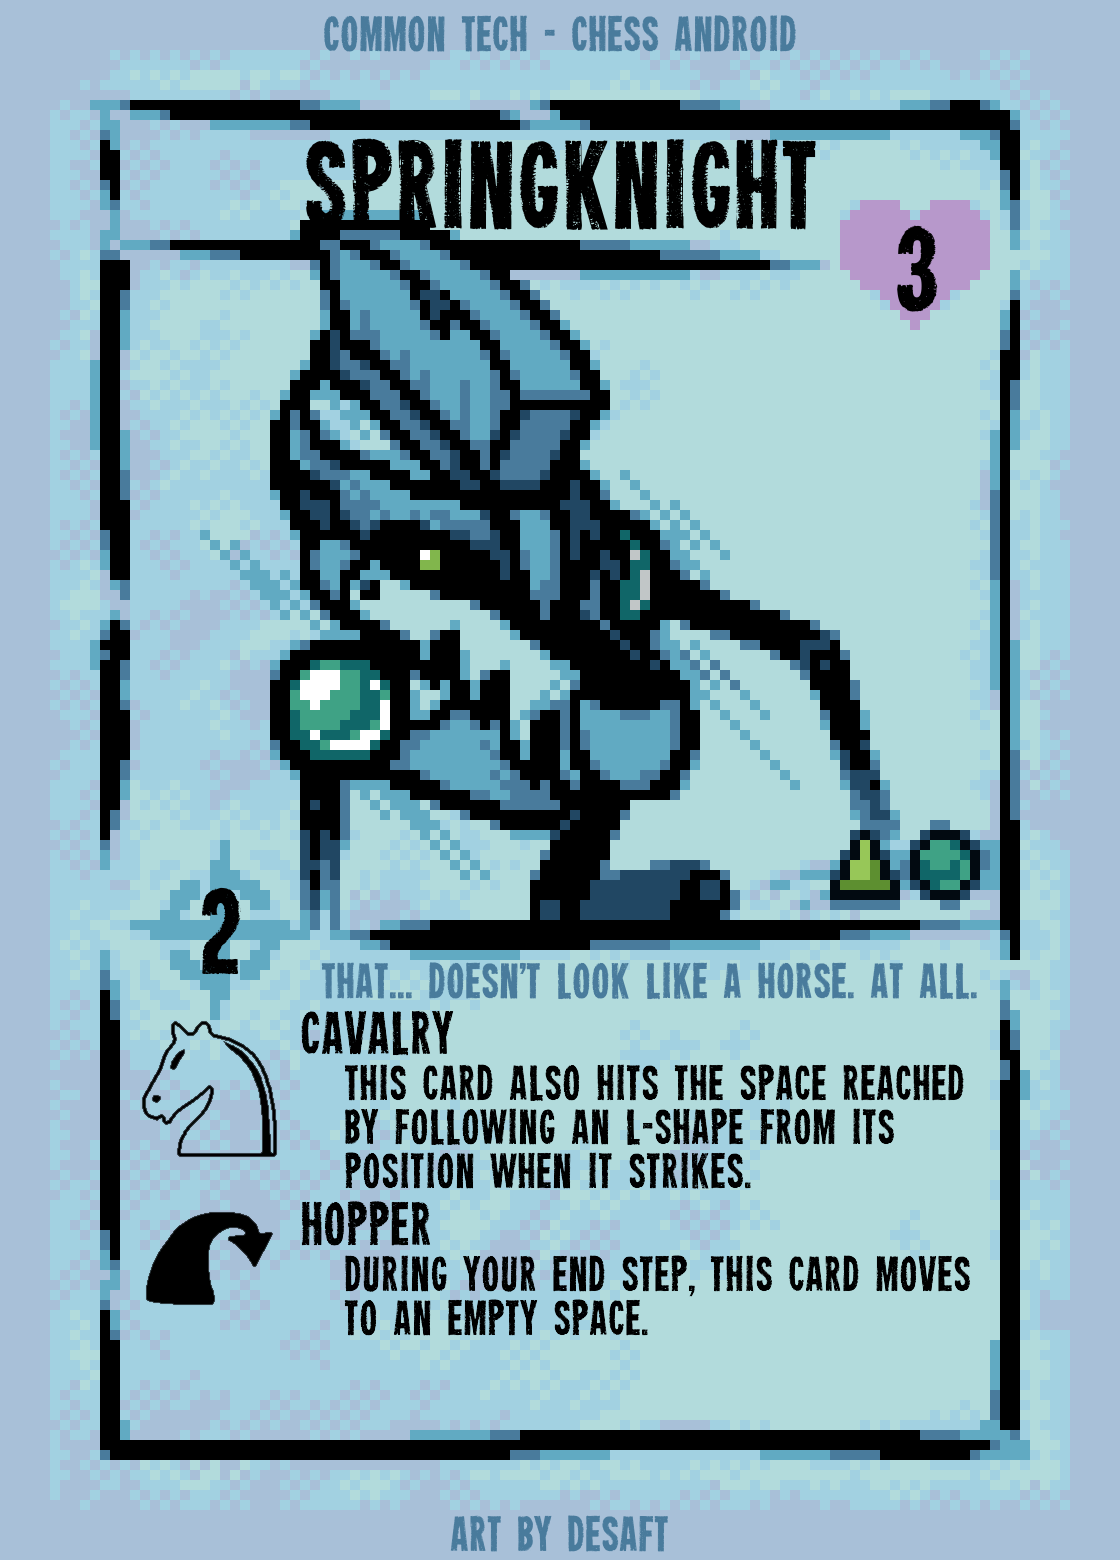 COMMON TECH - CHESS ANDROID
SPRINGKNIGHT
3
2
THAT... DOESN'T LOOK LIKE A HORSE. AT ALL.
CAVALRY
THIS CARD ALSO HITS THE SPACE REACHED
BY FOLLOWING AN L-SHAPE FROM ITS
POSITION WHEN IT STRIKES.
HOPPER
DURING YOUR END STEP, THIS CARD MOVES
TO AN EMPTY SPACE.
ART BY DESAFT